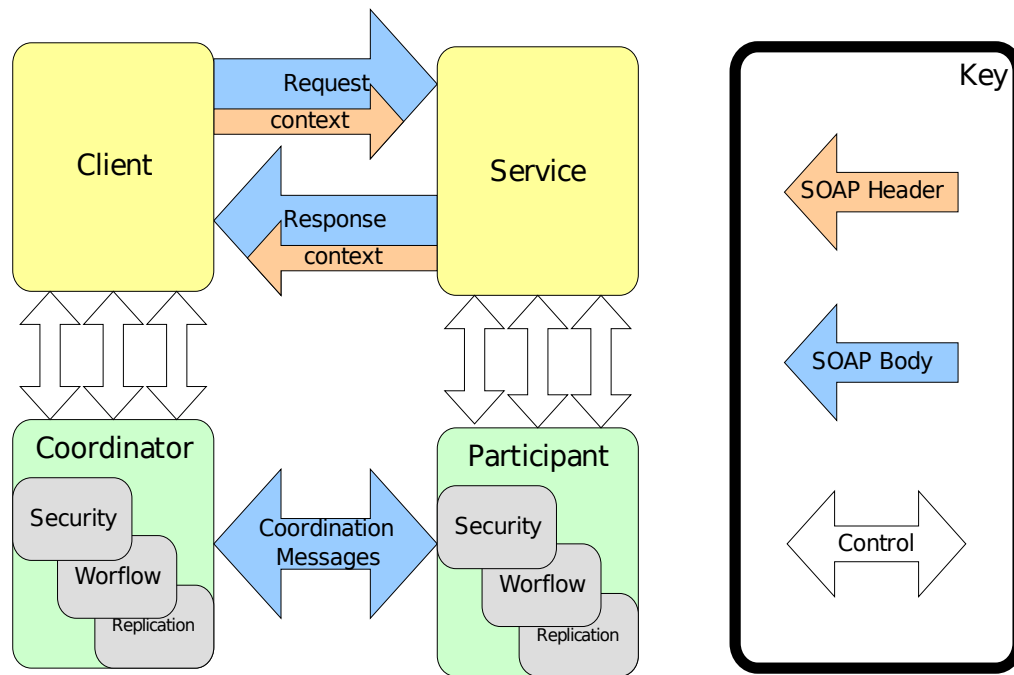 Key
Request
context
Client
Service
SOAP Header
Response
context
SOAP Body
Coordinator
Participant
Security
Security
Coordination
Messages
Control
Worflow
Worflow
Replication
Replication